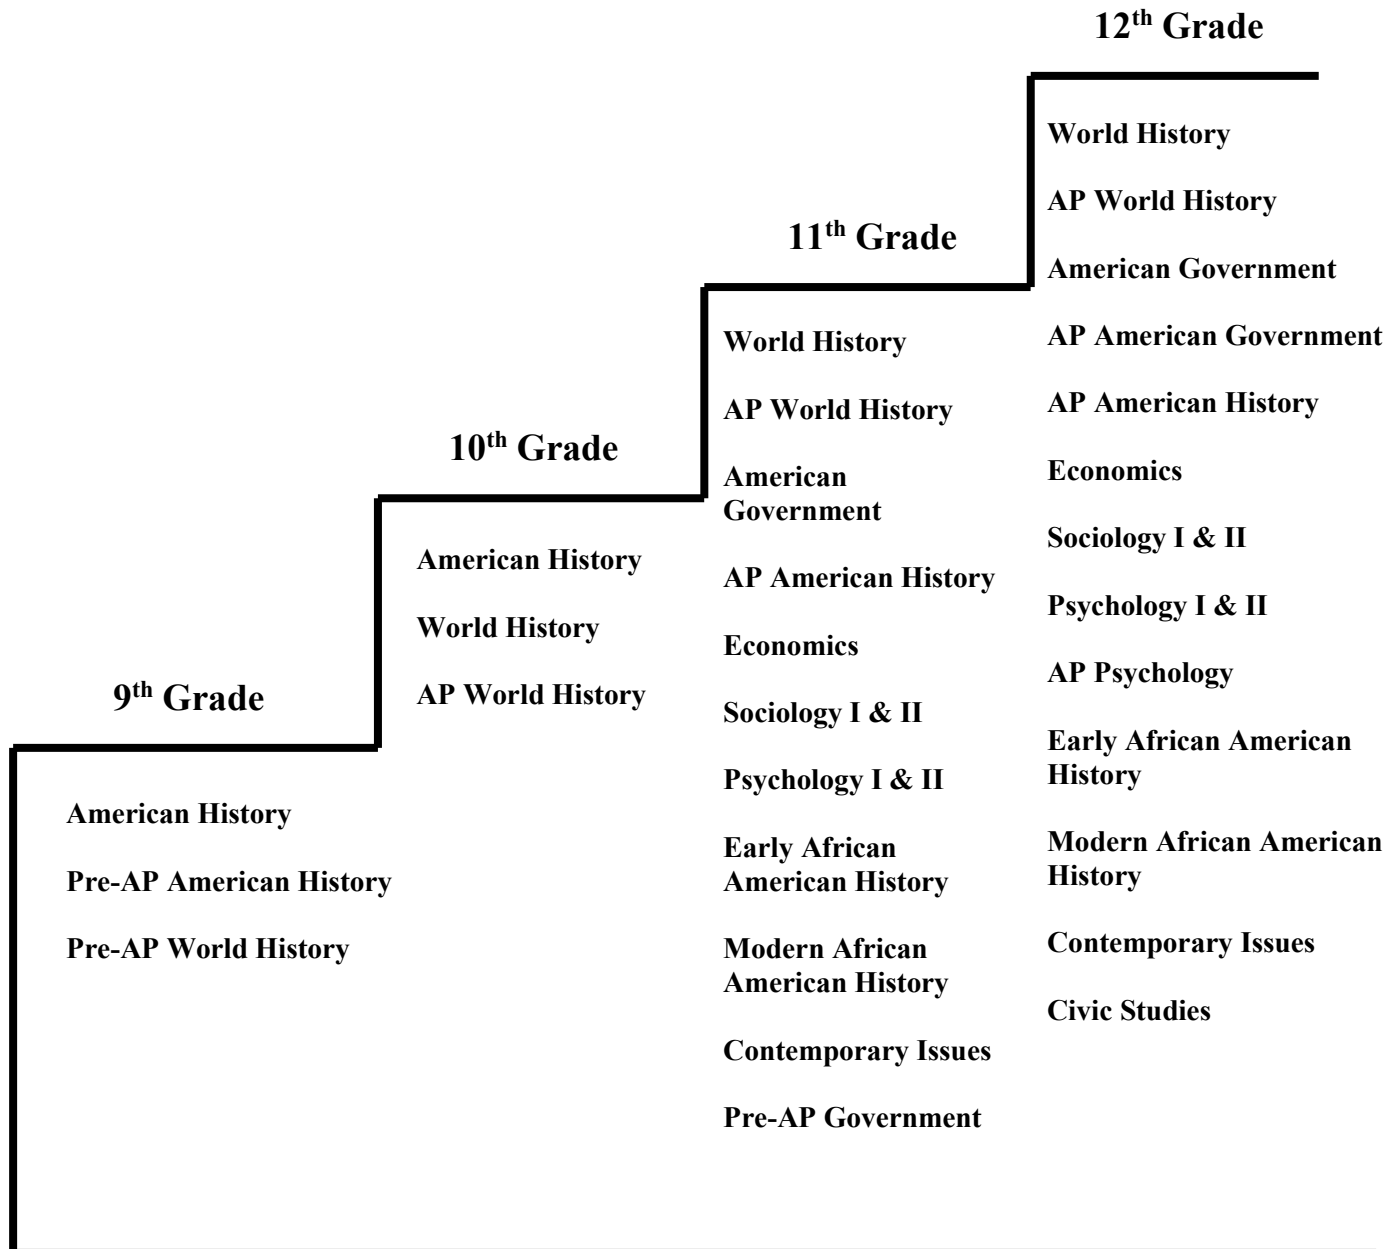 12th Grade
World History
AP World History
American Government
AP American Government
AP American History
Economics
Sociology I & II
Psychology I & II
AP Psychology
Early African American
History
Modern African American
History
Contemporary Issues
Civic Studies
11th Grade
World History
AP World History
American
Government
AP American History
Economics
Sociology I & II
Psychology I & II
Early African
American History
Modern African
American History
Contemporary Issues
Pre-AP Government
10th Grade
American History
World History
AP World History
9th Grade
American History
Pre-AP American History
Pre-AP World History